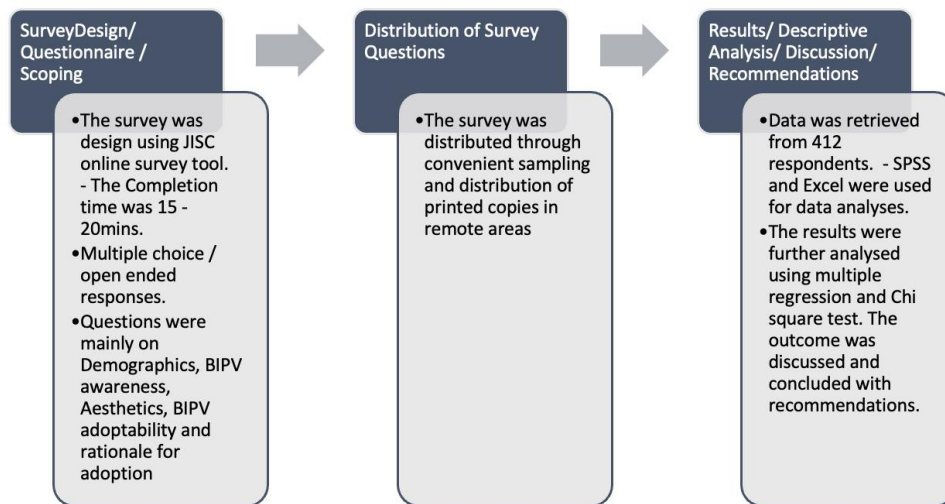 SurveyDesign/
Questionnaire /
Scoping
•The survey was
design using JISC
online survey tool.
- The Completion
time was 15 -
20mins.
•Multiple choice /
open ended
responses.
•Questions were
mainly on
Demographics, BIPV
awareness,
Aesthetics, BIPV
adoptability and
rationale for
adoption
Distribution of Survey
Questions
•The survey was
distributed through
convenient sampling
and distribution of
printed copies in
remote areas
Results/ Descriptive
Analysis/ Discussion/
Recommendations
•Data was retrieved
from 412
respondents.  - SPSS
and Excel were used
for data analyses.
•The results were
further analysed
using multiple
regression and Chi
square test. The
outcome was
discussed and
concluded with
recommendations.